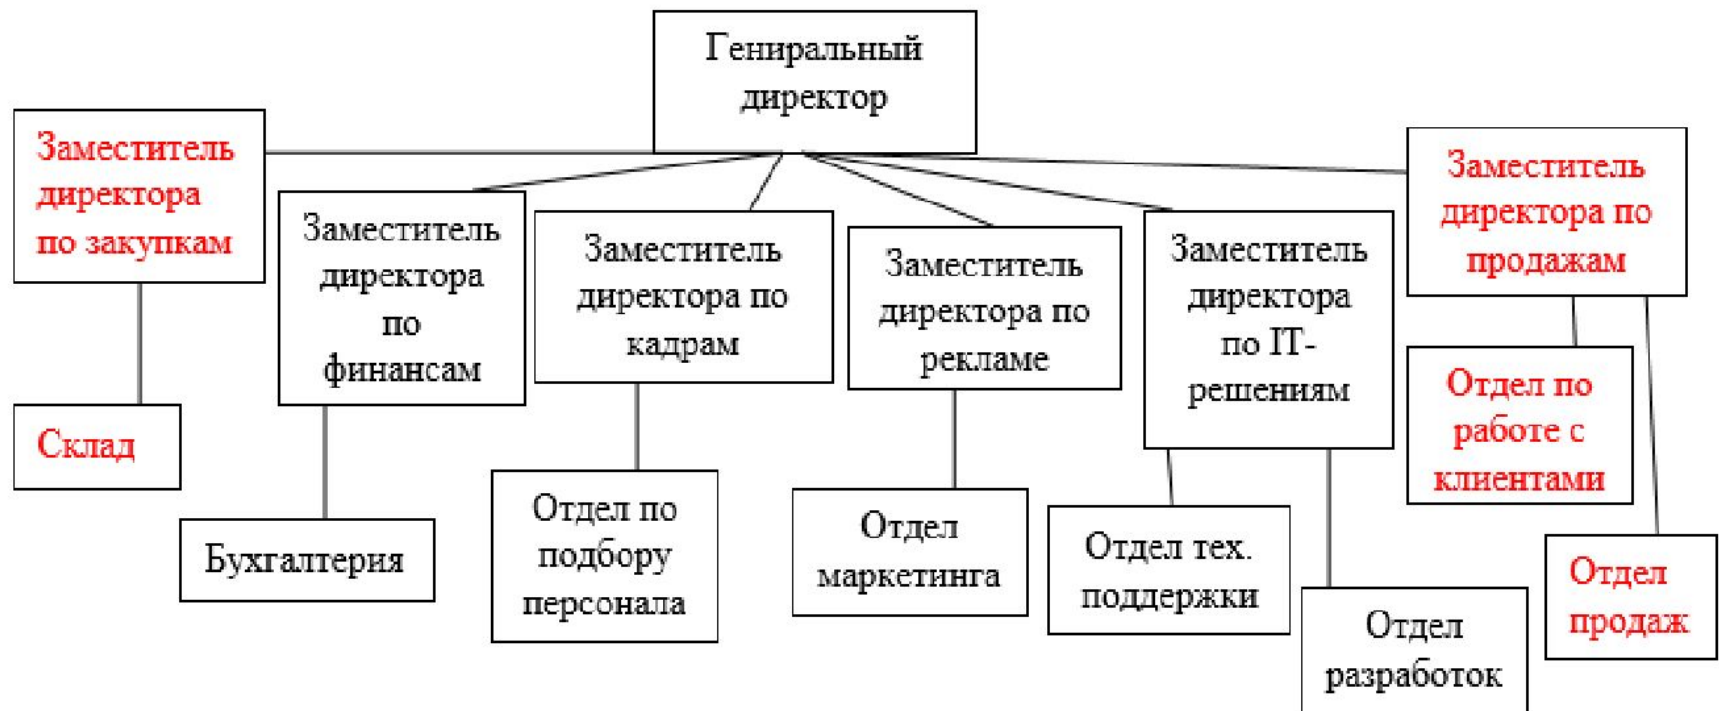 Гениральный
директор
Заместитель
директора
по закупкам
Заместитель
директора
по
финансам
Заместитель
директора по
кадрам
Заместитель
директора по
рекламе
Заместитель
директора
по IT-
решениям
Заместитель
директора по
продажам
Склад
Бухгалтерия
Отдел по
подбору
персонала
Отдел
маркетинга
Отдел тех.
поддержки
Отдел
разработок
Отдел по
работе с
клиентами
Отдел
продаж